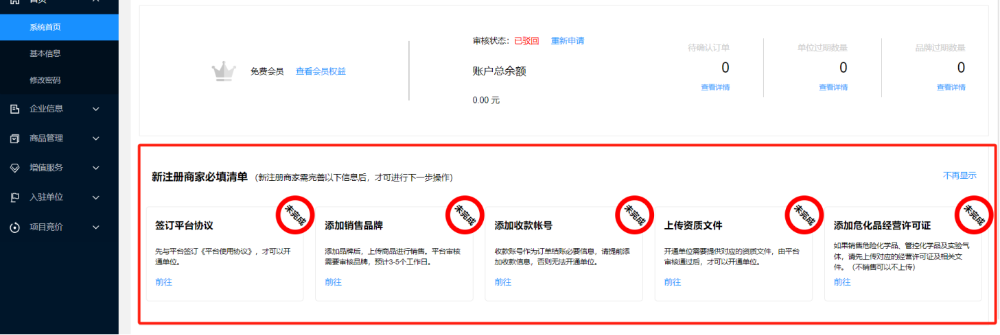 首页
系统首页
基本信息
修改密码
企业信息
商品管理
增值服务
入驻单位
项目竞价
免费会员 查看会员权益
审核状态：已驳回 重新申请
账户总余额
0.00 元
待确认订单
0
查看详情
单位过期数量
0
查看详情
品牌过期数量
0
查看详情
新注册商家必填清单 （新注册商家需完善以下信息后，才可进行下一步操作）
不再显示
未完成
签订平台协议
先与平台签订《平台使用协议》，才可以开
通单位。
前往
未完成
添加销售品牌
添加品牌后，上传商品进行销售。平台审核
需要审核品牌，预计3-5个工作日。
前往
未完成
添加收款帐号
收款账号作为订单结账必要信息，请提前添
加收款信息，否则无法开通单位。
前往
未完成
上传资质文件
开通单位需要提供对应的资质文件，由平台
审核通过后，才可以开通单位。
前往
未完成
添加危化品经营许可证
如果销售危险化学品、管控化学品及实验气
体，请先上传对应的经营许可证及相关文
件。（不销售可以不上传）
前往